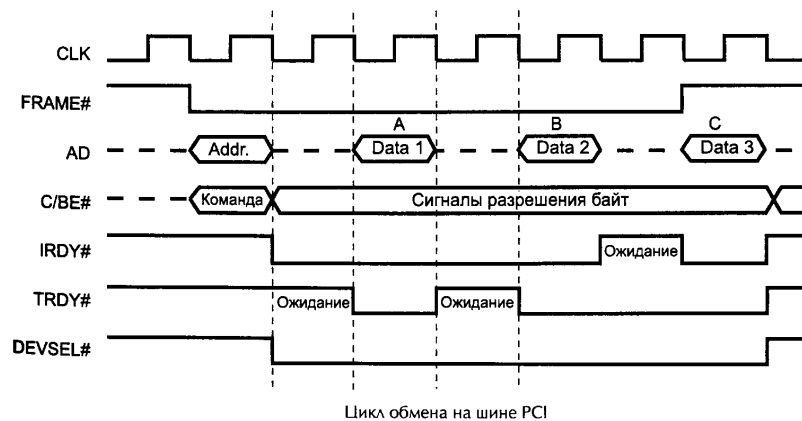 CLK
FRAME#
A B C
AD Addr. Data 1 Data 2 Data 3
C/BE# Команда Сигналы разрешения байт
IRDY# Ожидание
TRDY# Ожидание Ожидание
DEVSEL#
Цикл обмена на шине PCI